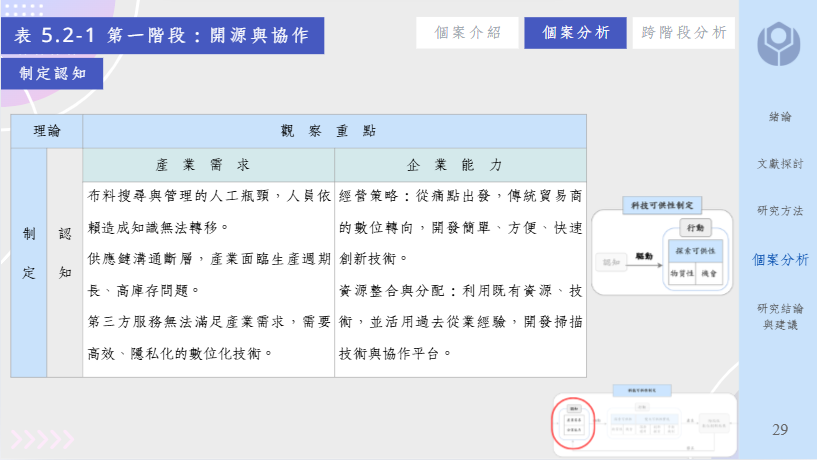 表 5.2-1 第一階段：開源與協作
個案介紹
個案分析
跨階段分析
制定認知
理論
觀 察 重 點
制定
認知
產 業 需 求
企 業 能 力
布料搜尋與管理的人工瓶頸，人員依
賴造成知識無法轉移。
供應鏈溝通斷層，產業面臨生產週期
長、高庫存問題。
第三方服務無法滿足產業需求，需要
高效、隱私化的數位化技術。
經營策略：從痛點出發，傳統貿易商
的數位轉向，開發簡單、方便、快速
創新技術。
資源整合與分配：利用既有資源、技
術，並活用過去從業經驗，開發掃描
技術與協作平台。
科技可供性制定
行動
認知
驅動
探索可供性
物質性
機會
緒論
文獻探討
研究方法
個案分析
研究結論
與建議
29